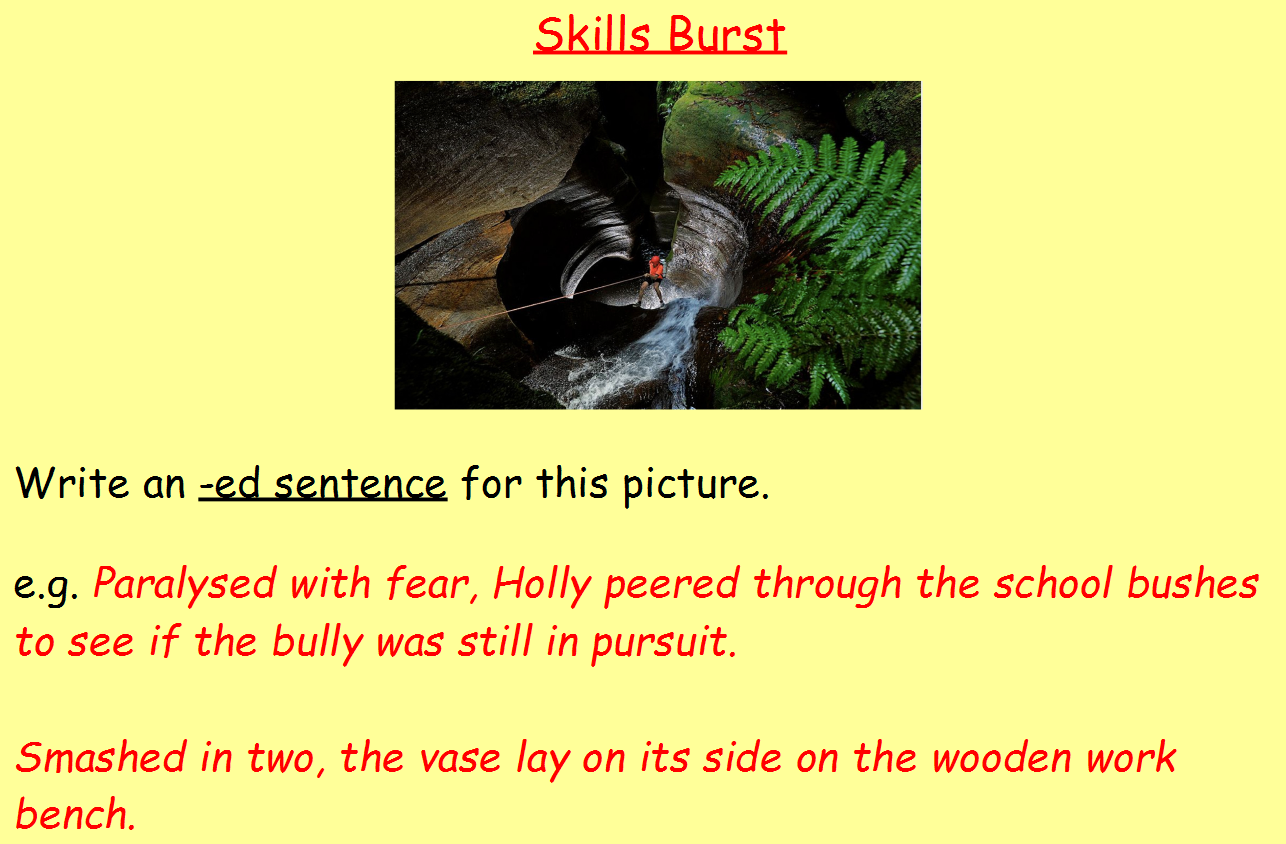 Skills Burst
Write an -ed sentence for this picture.
e.g. Paralysed with fear, Holly peered through the school bushes
to see if the bully was still in pursuit.
Smashed in two, the vase lay on its side on the wooden work
bench.